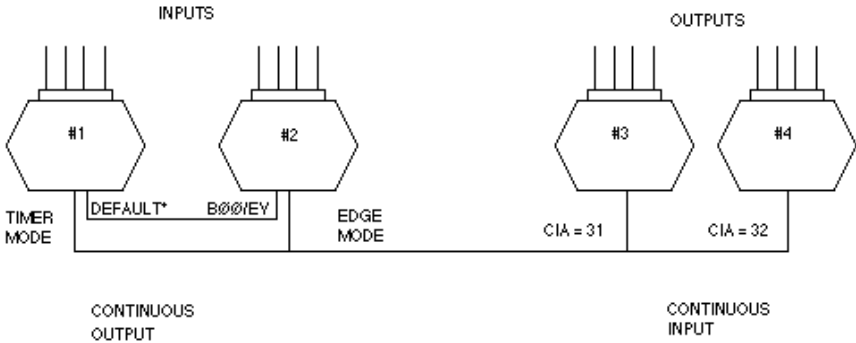 INPUTS
OUTPUTS
#1
#2
#3
#4
DEFAULT*
BØØ/EY
TIMER
MODE
EDGE
MODE
CIA = 31
CIA = 32
CONTINUOUS
OUTPUT
CONTINUOUS
INPUT